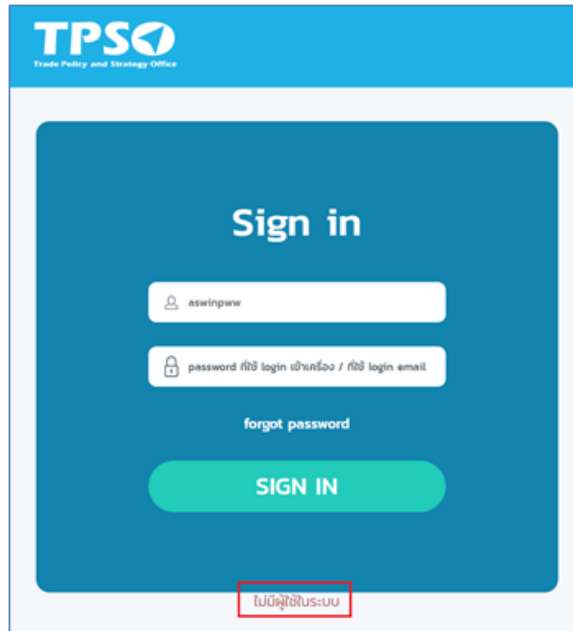 TPSO
Trade Policy and Strategy Office
Sign in
aswinpww
password ที่ใช้ login เข้าเครื่อง / ที่ใช้ login email
forgot password
SIGN IN
ไม่มีผู้ใช้ในระบบ